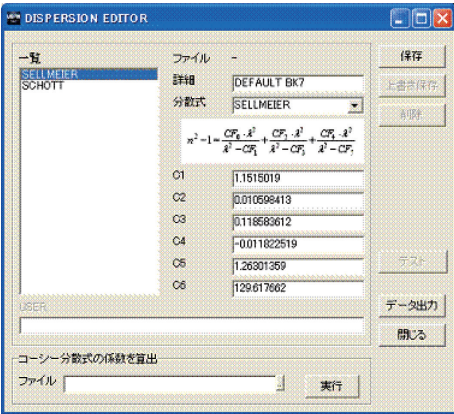 DISPERSION EDITOR
一覧
SELLMEIER
SCHOTT
ファイル -
詳細 DEFAULT BK7
分散式 SELLMEIER
n² −1=
C1 1.1515019
C2 0.010598413
C3 0.118583612
C4 -0.011822519
C5 1.26301359
C6 129.617662
USER
保存
上書き保存
削除
テスト
データ出力
閉じる
コーシー分散式の係数を算出
ファイル
実行